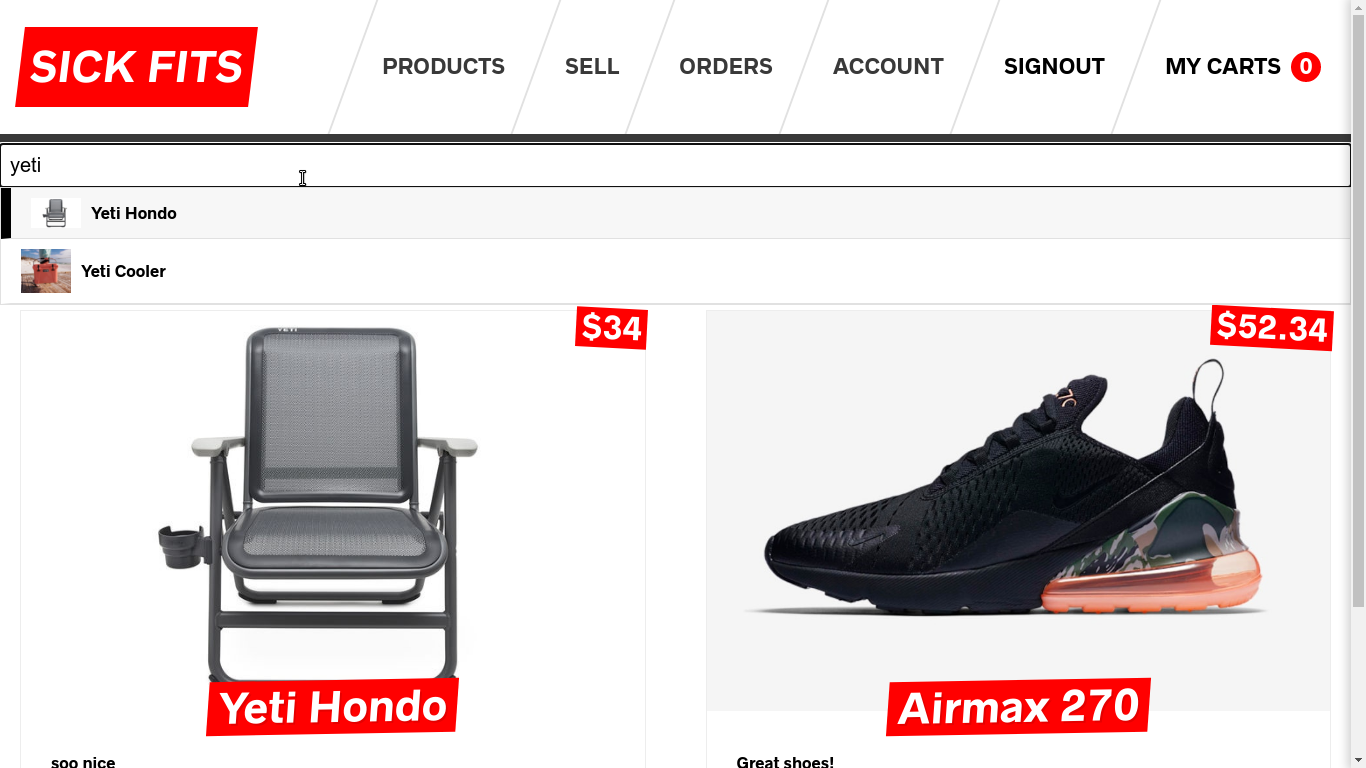 SICK FITS
PRODUCTS
SELL
ORDERS
ACCOUNT
SIGNOUT
MY CARTS 0
yeti
Yeti Hondo
Yeti Cooler
$34
$52.34
YETI
Yeti Hondo
Airmax 270
soo nice
Great shoes!